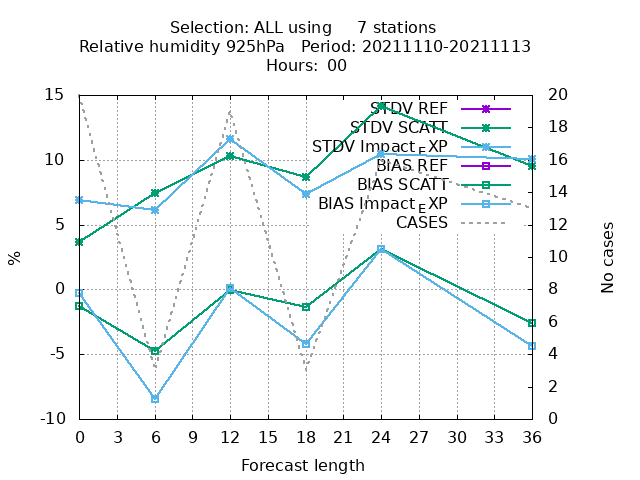 Selection: ALL using 7 stations
Relative humidity 925hPa Period: 20211110-20211113
Hours: 00
15
10
5
0
-5
-10
%
20
18
16
14
12
10
8
6
4
2
0
No cases
STDV REF
STDV SCATT
STDV Impact_EXP
BIAS REF
BIAS SCATT
BIAS Impact_EXP
CASES
0 3 6 9 12 15 18 21 24 27 30 33 36
Forecast length